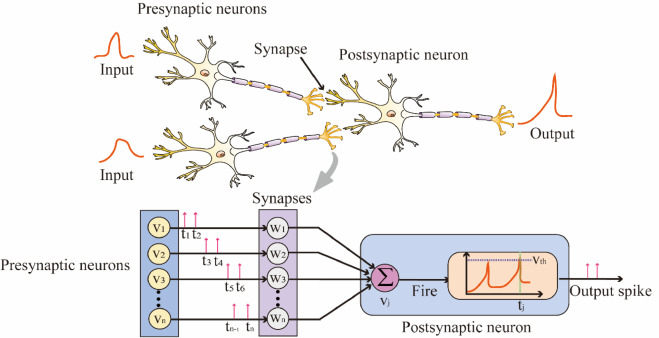 Presynaptic neurons
Synapse
Postsynaptic neuron
Input
Input
Output
Synapses
Presynaptic neurons
V1
t1 t2
W1
V2
t3 t4
W2
V3
t5 t6
W3
Vn
tn-1 tn
Wn
Σ
Vj
Fire
Vth
tj
Output spike
Postsynaptic neuron